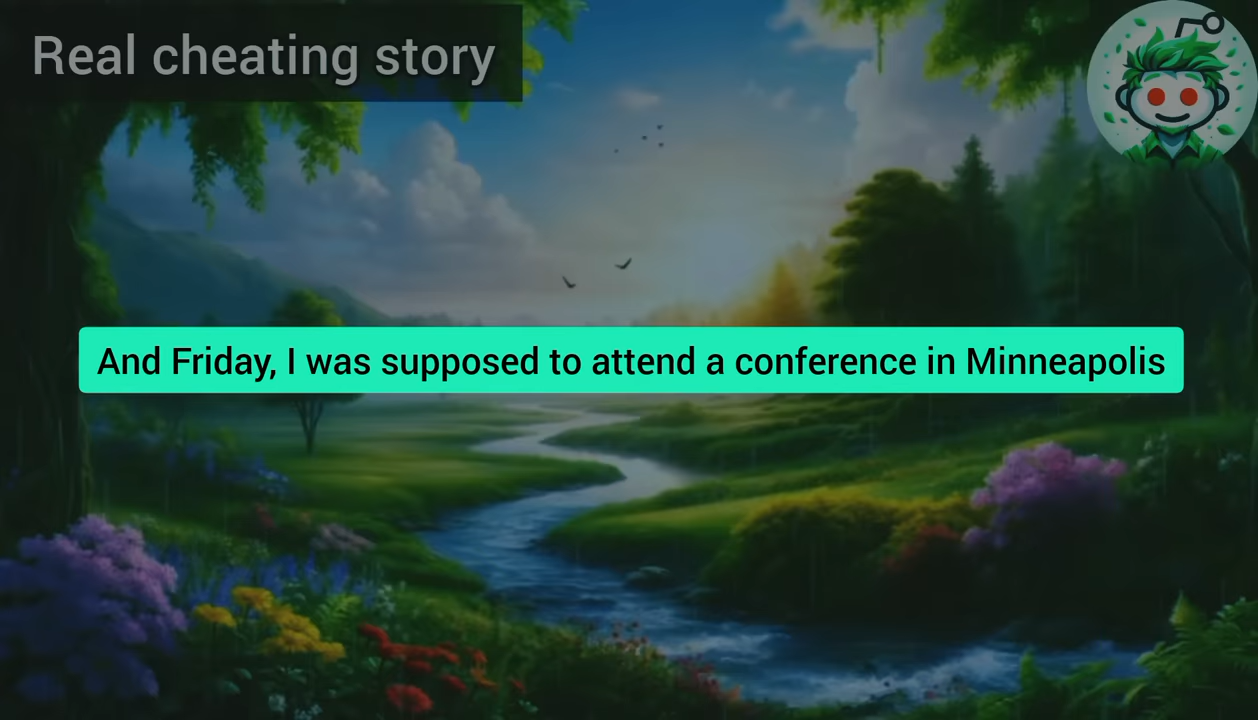 Real cheating story
And Friday, I was supposed to attend a conference in Minneapolis